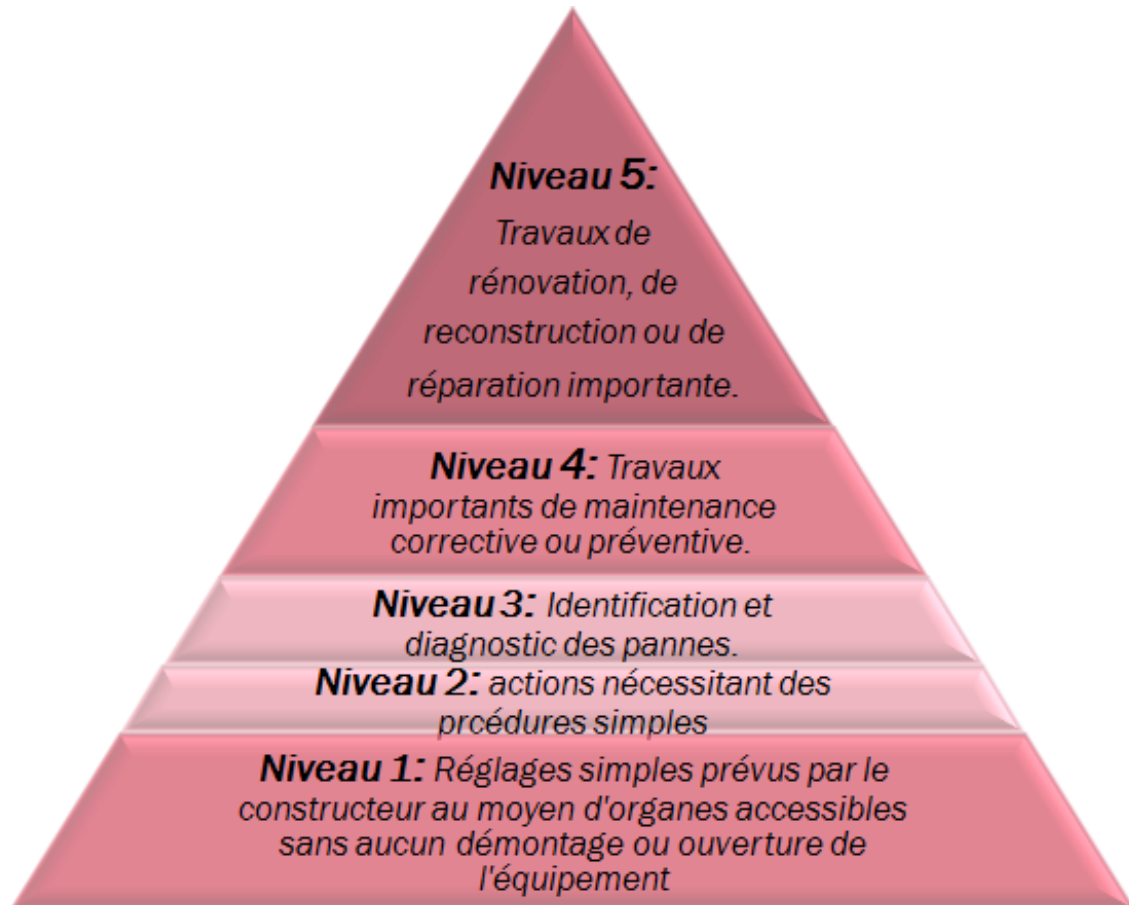 Niveau 5:
Travaux de
rénovation, de
reconstruction ou de
réparation importante.
Niveau 4: Travaux
importants de maintenance
corrective ou préventive.
Niveau 3: Identification et
diagnostic des pannes.
Niveau 2: actions nécessitant des
prcédures simples
Niveau 1: Réglages simples prévus par le
constructeur au moyen d'organes accessibles
sans aucun démontage ou ouverture de
l'équipement